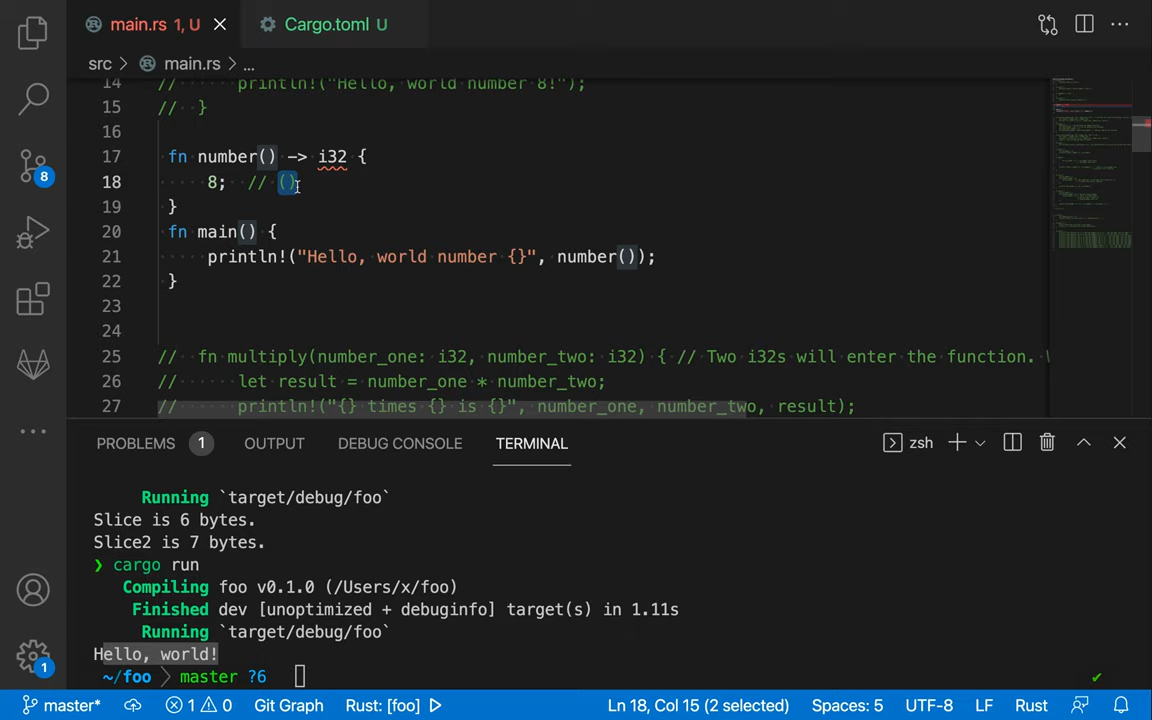 main.rs 1, U
Cargo.toml U
src > main.rs > ...
14 // println!("Hello, world number 8!");
15 // }
16
17 fn number() -> i32 {
18 8; // ()
19 }
20 fn main() {
21 println!("Hello, world number {}", number());
22 }
23
24
25 // fn multiply(number_one: i32, number_two: i32) { // Two i32s will enter the function.
26 // let result = number_one * number_two;
27 // println!("{} times {} is {}", number_one, number_two, result);
8
PROBLEMS 1 OUTPUT DEBUG CONSOLE TERMINAL zsh
Running `target/debug/foo`
Slice is 6 bytes.
Slice2 is 7 bytes.
❯ cargo run
Compiling foo v0.1.0 (/Users/x/foo)
Finished dev [unoptimized + debuginfo] target(s) in 1.11s
Running `target/debug/foo`
Hello, world!
~/foo master ?6 ✔
1
master* 1 0 Git Graph Rust: [foo] Ln 18, Col 15 (2 selected) Spaces: 5 UTF-8 LF Rust